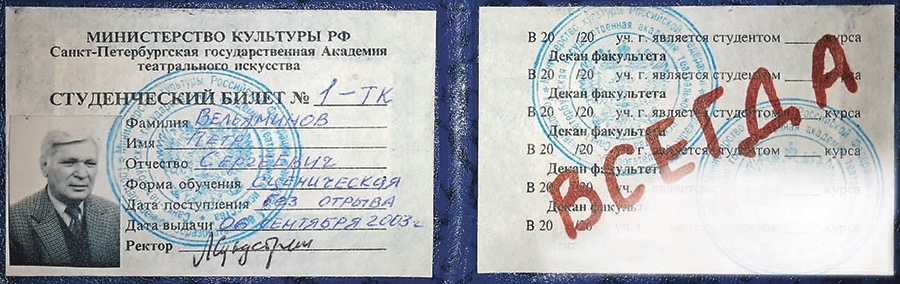 МИНИСТЕРСТВО КУЛЬТУРЫ РФ
Санкт-Петербургская государственная Академия
театрального искусства
СТУДЕНЧЕСКИЙ БИЛЕТ № 1-ТК
Фамилия ВЕЛЬЯМИНОВ
Имя ПЕТР
Отчество СЕРГЕЕВИЧ
Форма обучения СЦЕНИЧЕСКАЯ
Дата поступления БЕЗ ОТРЫВА
Дата выдачи 06 СЕНТЯБРЯ 2003 г
Ректор
В 20 /20 уч. г. является студентом ____ курса
Декан факультета
В 20 /20 уч. г. является студентом ____ курса
Декан факультета
В 20 /20 уч. г. является студентом ____ курса
Декан факультета
В 20 /20 уч. г. является студентом ____ курса
Декан факультета
В 20 /20 уч. г. является студентом ____ курса
Декан факультета
В 20 /20 уч. г. является студентом курса
ВСЕГДА